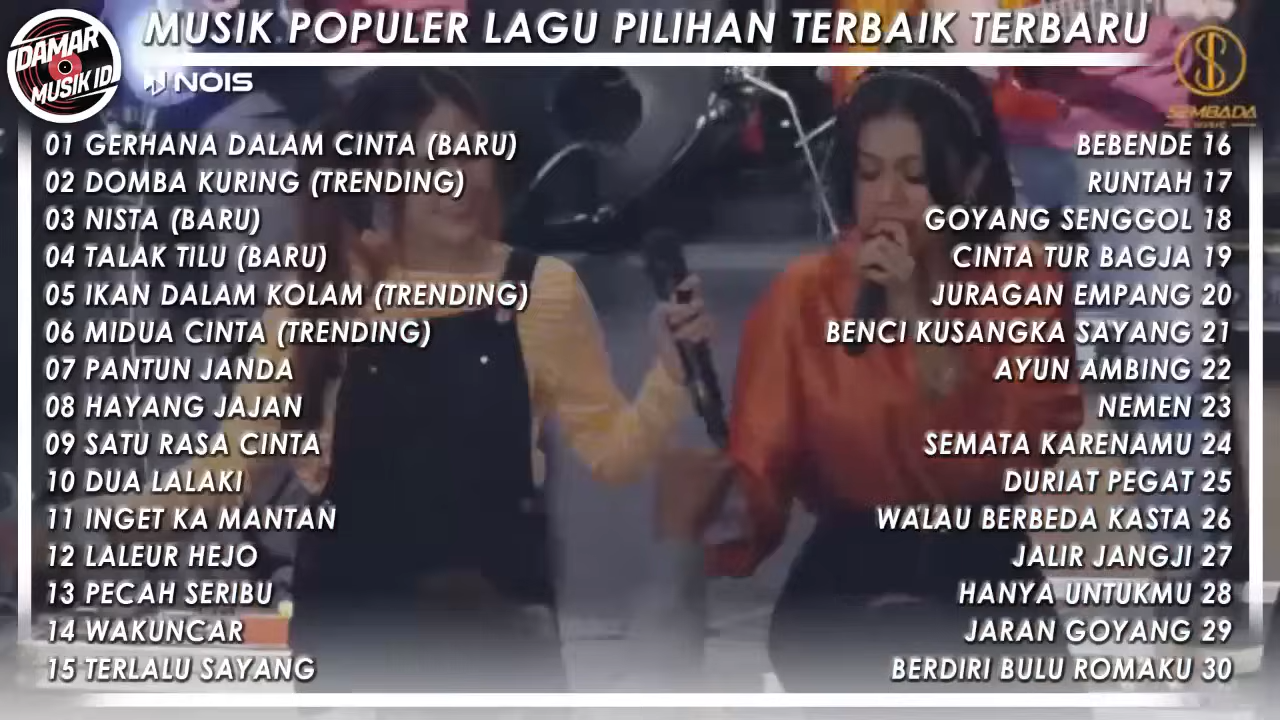 MUSIK POPULER LAGU PILIHAN TERBAIK TERBARU
DAMAR
MUSIK ID
NOIS
SEMBADA
01 GERHANA DALAM CINTA (BARU)
02 DOMBA KURING (TRENDING)
03 NISTA (BARU)
04 TALAK TILU (BARU)
05 IKAN DALAM KOLAM (TRENDING)
06 MIDUA CINTA (TRENDING)
07 PANTUN JANDA
08 HAYANG JAJAN
09 SATU RASA CINTA
10 DUA LALAKI
11 INGET KA MANTAN
12 LALEUR HEJO
13 PECAH SERIBU
14 WAKUNCAR
15 TERLALU SAYANG
BEBENDE 16
RUNTAH 17
GOYANG SENGGOL 18
CINTA TUR BAGJA 19
JURAGAN EMPANG 20
BENCI KUSANGKA SAYANG 21
AYUN AMBING 22
NEMEN 23
SEMATA KARENAMU 24
DURIAT PEGAT 25
WALAU BERBEDA KASTA 26
JALIR JANGJI 27
HANYA UNTUKMU 28
JARAN GOYANG 29
BERDIRI BULU ROMAKU 30